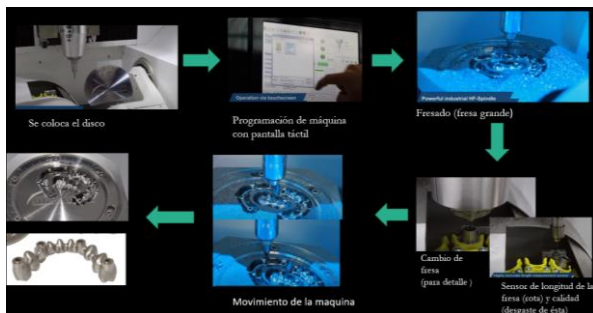 Se coloca el disco
Operation via touchscreen
Programación de máquina
con pantalla táctil
Powerful industrial HF-Spindle
Fresado (fresa grande)
Cambio de
fresa
(para detalle )
Sensor de longitud de la
fresa (rota) y calidad
(desgaste de ésta)
Movimiento de la maquina